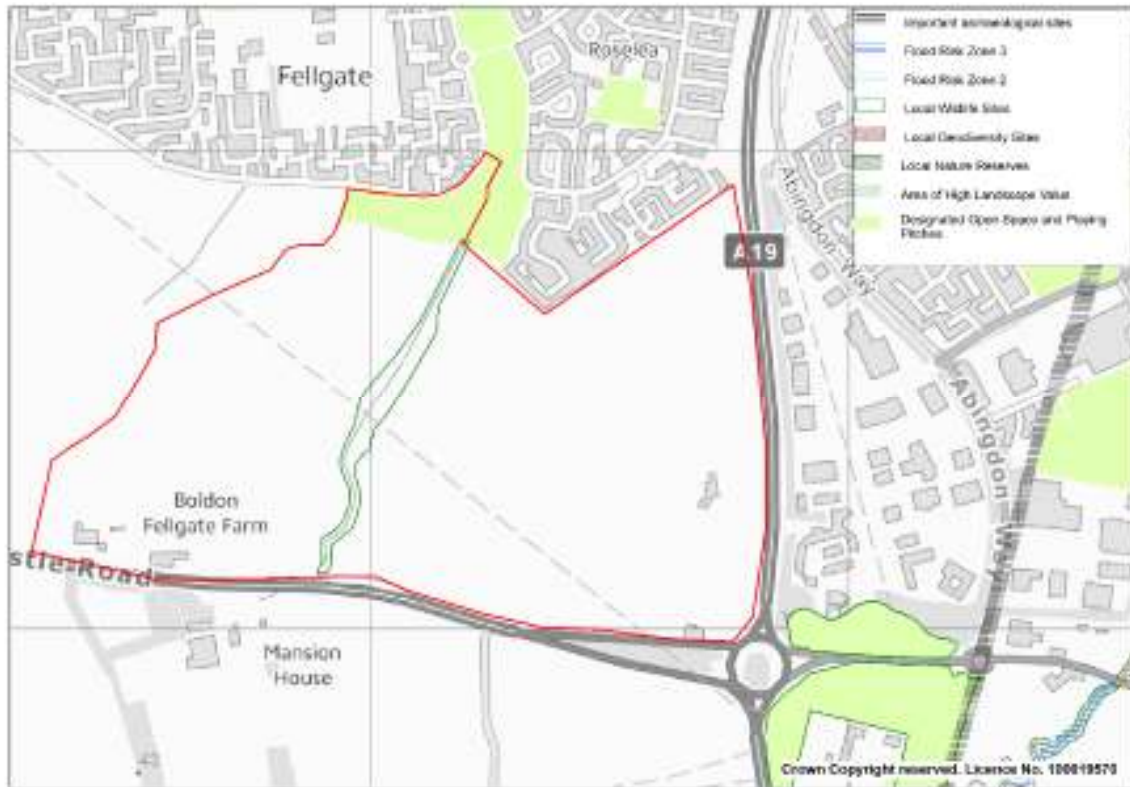 Important archaeological sites
Flood Risk Zone 3
Flood Risk Zone 2
Local Wildlife Sites
Local Geodiversity Sites
Local Nature Reserves
Area of High Landscape Value
Designated Open Space and Playing
Pitches
Fellgate
Roselea
Abingdon Way
A19
Abingdon Way
Boldon
Fellgate Farm
stle Road
Mansion
House
Crown Copyright reserved. Licence No. 100019570